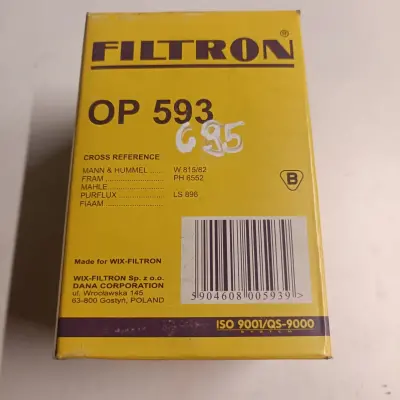 FILTRON®
OP 593
695
CROSS REFERENCE
MANN & HUMMEL ...... W 815/82
FRAM ........................ PH 8562
MAHLE ......................
PURFLUX ................... LS 896
FIAAM .......................
B
Made for WIX-FILTRON
WIX-FILTRON Sp. z o.o.
DANA CORPORATION
ul. Wrocławska 145
63-800 Gostyń, POLAND
5904608005939>
ISO 9001/QS-9000
SYSTEM